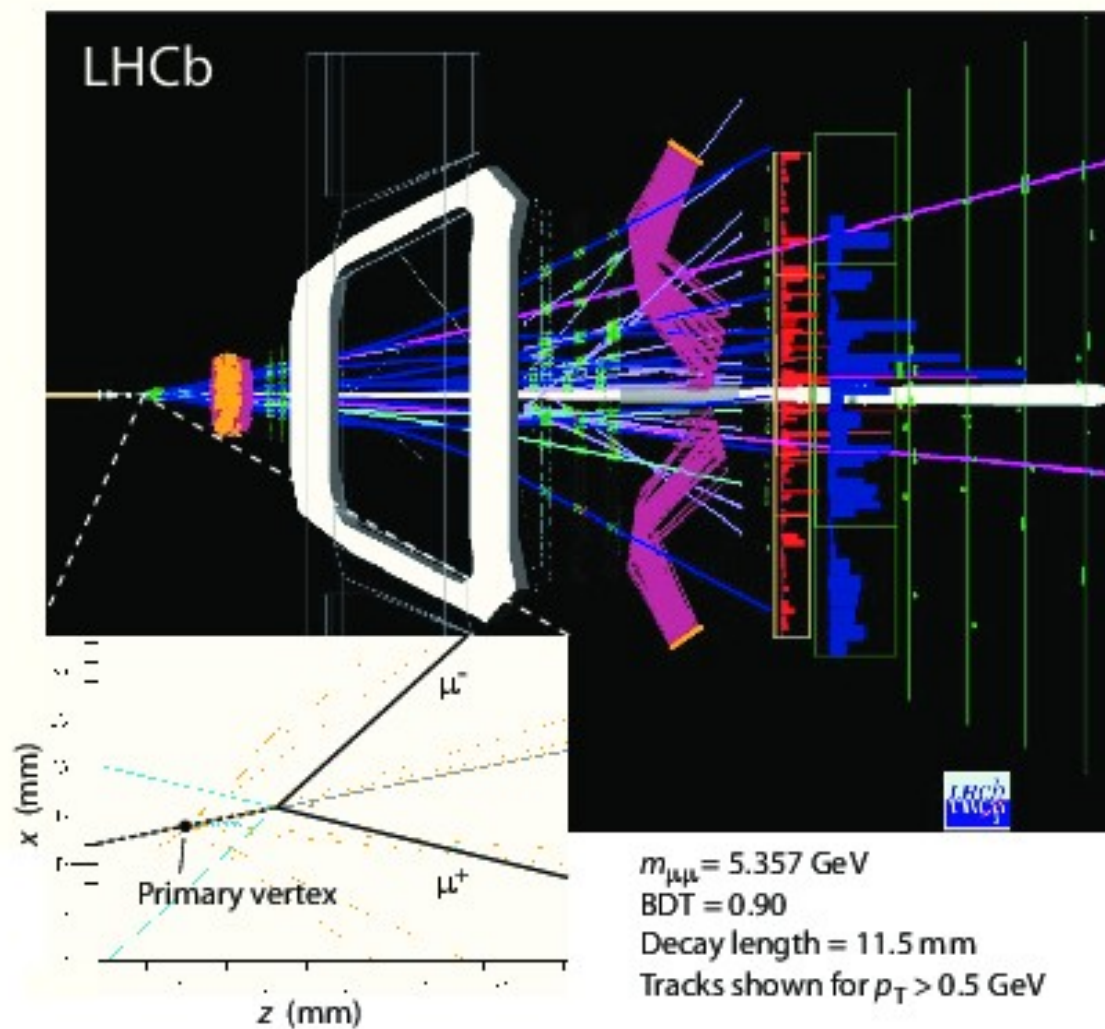 LHCb
μ⁻
μ⁺
x (mm)
Primary vertex
z (mm)
LHCb
m_μμ = 5.357 GeV
BDT = 0.90
Decay length = 11.5 mm
Tracks shown for p_T > 0.5 GeV